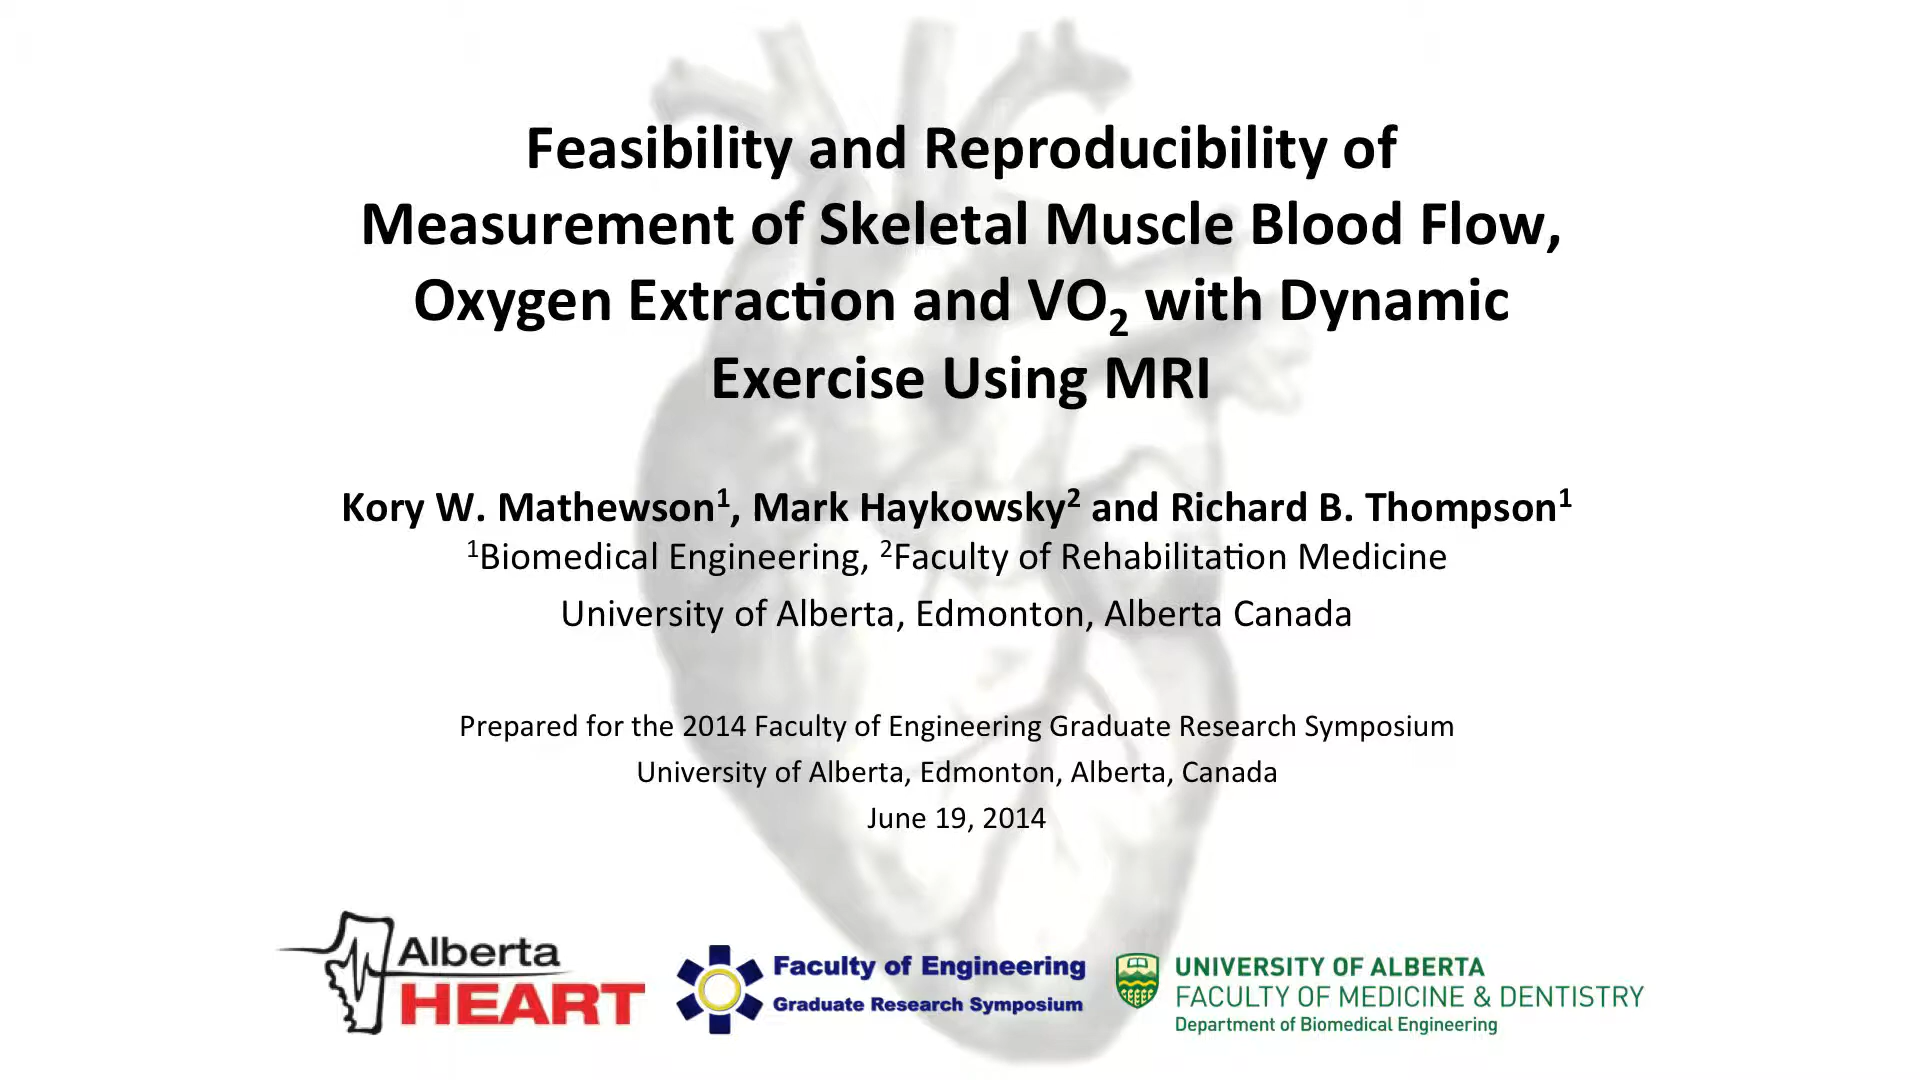 Feasibility and Reproducibility of
Measurement of Skeletal Muscle Blood Flow,
Oxygen Extraction and VO₂ with Dynamic
Exercise Using MRI
Kory W. Mathewson¹, Mark Haykowsky² and Richard B. Thompson¹
¹Biomedical Engineering, ²Faculty of Rehabilitation Medicine
University of Alberta, Edmonton, Alberta Canada
Prepared for the 2014 Faculty of Engineering Graduate Research Symposium
University of Alberta, Edmonton, Alberta, Canada
June 19, 2014
Alberta
HEART
Faculty of Engineering
Graduate Research Symposium
UNIVERSITY OF ALBERTA
FACULTY OF MEDICINE & DENTISTRY
Department of Biomedical Engineering